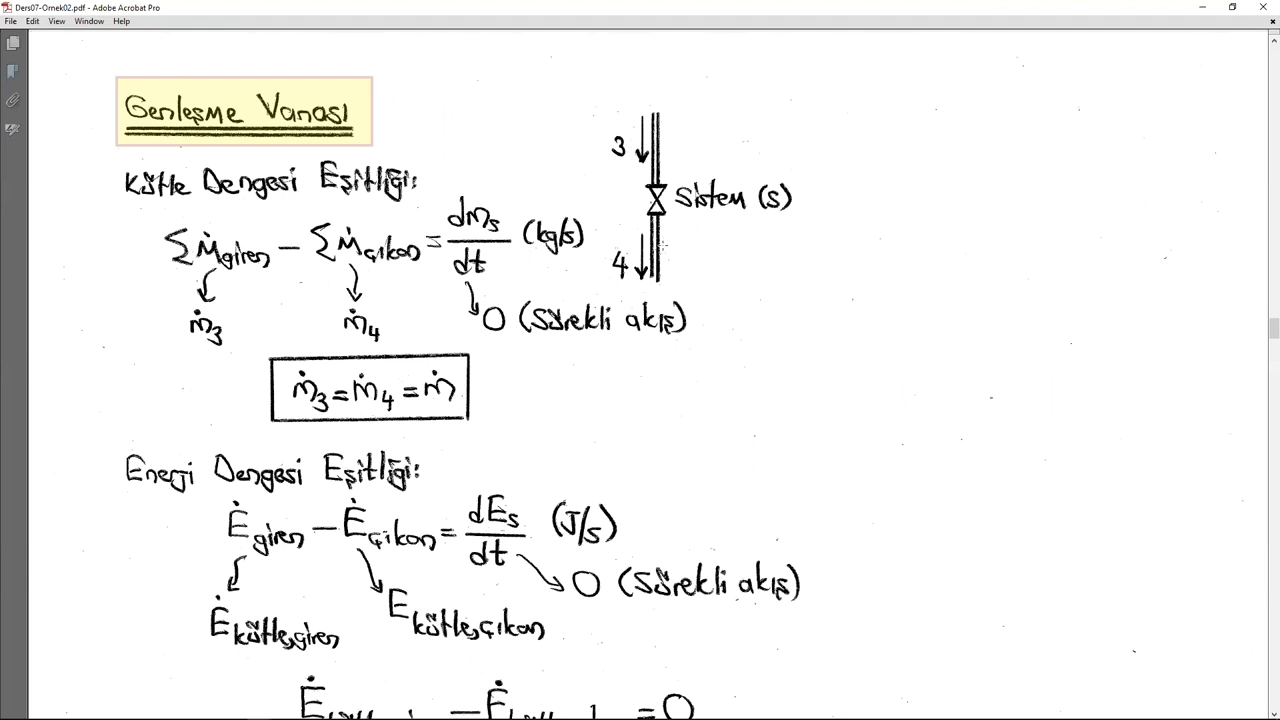 Ders07-Ornek02.pdf - Adobe Acrobat Pro
File Edit View Window Help
Genleşme Vanası
3
Sistem (s)
4
Kütle Dengesi Eşitliği:
∑ṁgiren - ∑ṁçıkan = dms/dt (kg/s)
ṁ3 ṁ4 0 (Sürekli akış)
ṁ3 = ṁ4 = ṁ
Enerji Dengesi Eşitliği:
Ėgiren - Ėçıkan = dEs/dt (J/s)
0 (Sürekli akış)
Ėkütle,giren Ekütle,çıkan